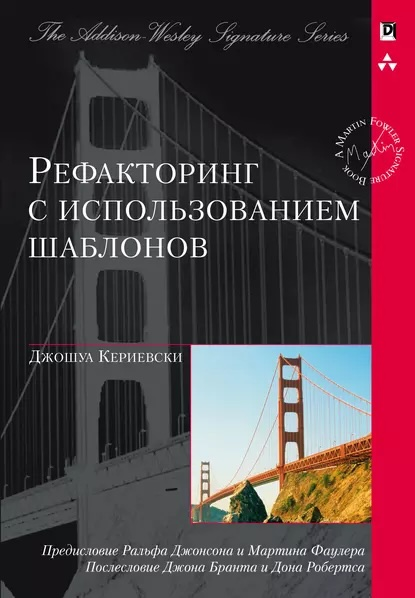 The Addison-Wesley Signature Series
D
A MARTIN FOWLER SIGNATURE BOOK
Martin
РЕФАКТОРИНГ
С ИСПОЛЬЗОВАНИЕМ
ШАБЛОНОВ
ДЖОШУА КЕРИЕВСКИ
Предисловие Ральфа Джонсона и Мартина Фаулера
Послесловие Джона Бранта и Дона Робертса